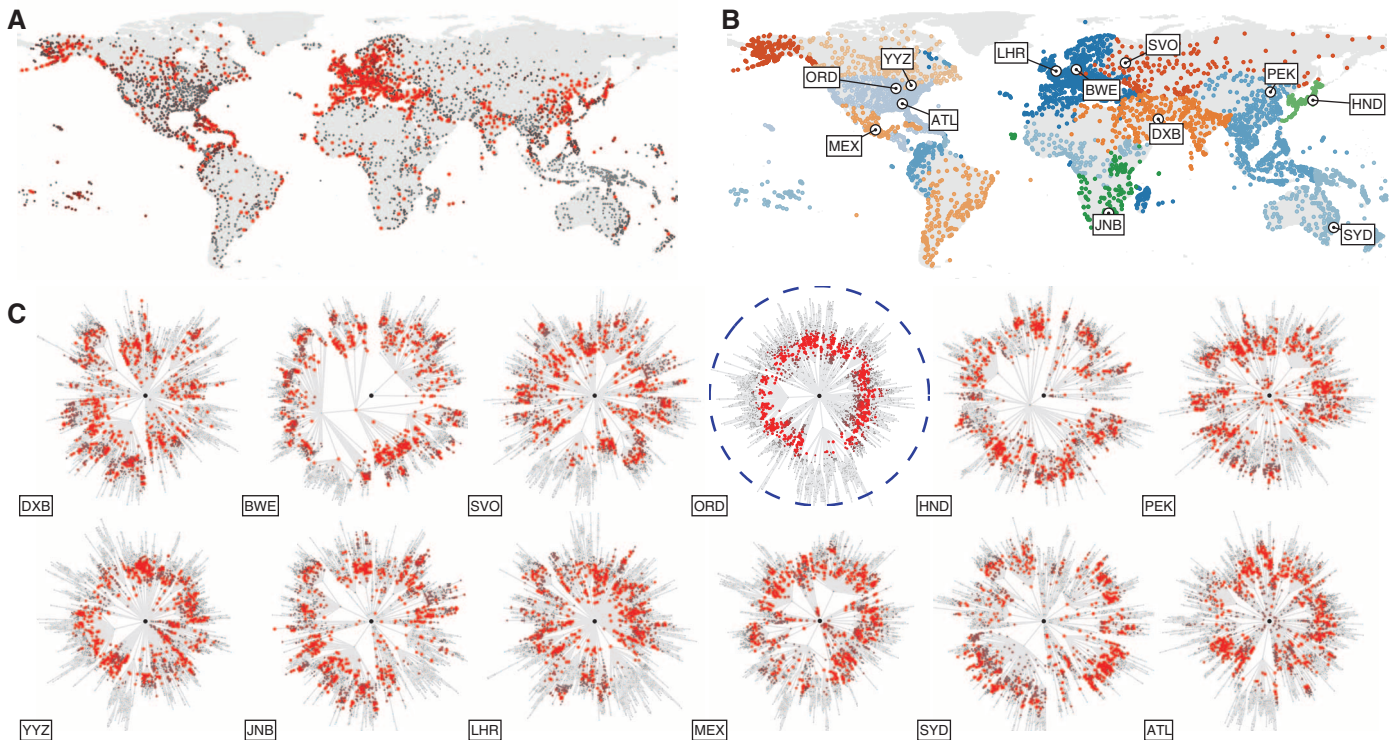 A
B
LHR
SVO
YYZ
ORD
PEK
BWE
HND
ATL
DXB
MEX
JNB
SYD
C
DXB
BWE
SVO
ORD
HND
PEK
YYZ
JNB
LHR
MEX
SYD
ATL